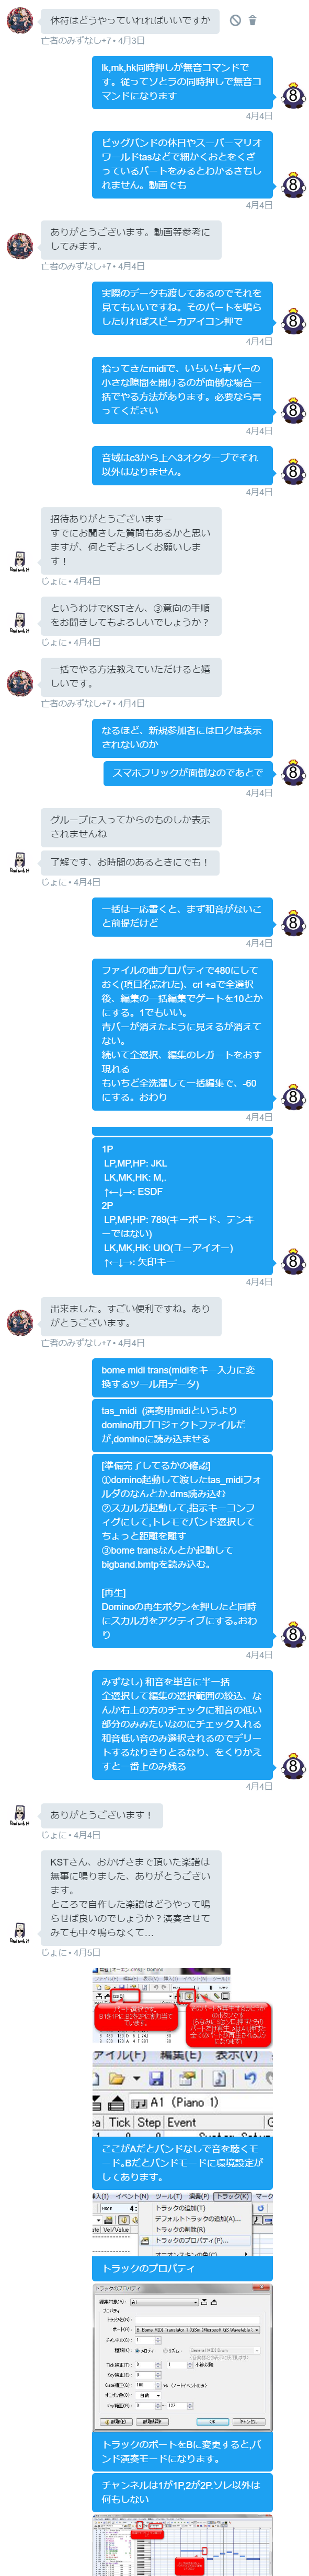 休符はどうやっていれればいいですか
亡者のみずなし+7・4月3日
lk,mk,hk同時押しが無音コマンドで
す。従ってソとラの同時押しで無音コ
マンドになります
4月4日
ビッグバンドの休日やスーパーマリオ
ワールドtasなどで細かくおとをくぎ
っているパートをみるとわかるきもし
れません。動画でも
4月4日
ありがとうございます。動画等参考に
してみます。
亡者のみずなし+7・4月4日
実際のデータも渡してあるのでそれを
見てもいいですね。そのパートを鳴ら
したければスピーカアイコン押で
4月4日
拾ってきたmidiで、いちいち青バーの
小さな隙間を開けるのが面倒な場合一
括でやる方法があります。必要なら言
ってください
4月4日
音域はc3から上へ3オクターブでそれ
以外はなりません。
4月4日
招待ありがとうございますー
すでにお聞きした質問もあるかと思い
ますが、何とぞよろしくお願いしま
す！
じょに・4月4日
というわけでKSTさん、③意向の手順
をお聞きしてもよろしいでしょうか？
じょに・4月4日
一括でやる方法教えていただけると嬉
しいです。
亡者のみずなし+7・4月4日
なるほど、新規参加者にはログは表示
されないのか
スマホフリックが面倒なのであとで
4月4日
グループに入ってからのものしか表示
されませんね
了解です、お時間のあるときにでも！
じょに・4月4日
一括は一応書くと、まず和音がないこ
と前提だけど
4月4日
ファイルの曲プロパティで480にして
おく(項目名忘れた)、crl +aで全選択
後、編集の一括編集でゲートを10とか
にする。1でもいい。
青バーが消えたように見えるが消えて
ない。
続いて全選択、編集のレガートをおす
現れる
もいちど全洗濯して一括編集で、-60
にする。おわり
4月4日
1P
LP,MP,HP: JKL
LK,MK,HK: M,.
↑←↓→: ESDF
2P
LP,MP,HP: 789(キーボード、テンキ
ーではない)
LK,MK,HK: UIO(ユーアイオー)
↑←↓→: 矢印キー
4月4日
出来ました。すごい便利ですね。あり
がとうございます。
亡者のみずなし+7・4月4日
bome midi trans(midiをキー入力に変
換するツール用データ)
tas_midi (演奏用midiというより
domino用プロジェクトファイルだ
が,dominoに読み込ませる
[準備完了してるかの確認]
①domino起動して渡したtas_midiフォ
ルダのなんとか.dms読み込む
②スカルガ起動して,指示キーコンフ
ィグにして,トレモでバンド選択して
ちょっと距離を離す
③bome transなんとか起動して
bigband.bmtpを読み込む。
[再生]
Dominoの再生ボタンを押したと同時
にスカルガをアクティブにする｡おわ
り
4月4日
みずなし) 和音を単音に半一括
全選択して編集の選択範囲の絞込、な
んか右上の方のチェックに和音の低い
部分のみみたいなのにチェック入れる
和音低い音のみ選択されるのでデリー
トするなりきりとるなり、をくりかえ
すと一番上のみ残る
4月4日
ありがとうございます！
じょに・4月4日
KSTさん、おかげさまで頂いた楽譜は
無事に鳴りました、ありがとうござい
ます。
ところで自作した楽譜はどうやって鳴
らせば良いのでしょうか？演奏させて
みても中々鳴らなくて…
じょに・4月5日
編集(E) 表示(V)
A1 (Piano 1)
Tick Step Event
ここがAだとバンドなしで音を聴くモ
ード｡Bだとバンドモードに環境設定が
してあります。
イベント(N) ツール(T) 演奏(P) トラック(K)
トラックの追加(T)
デフォルトトラックの追加(A)...
トラックの削除(R)
トラックのプロパティ(P)...
Vel/Value
トラックのプロパティ
トラックのプロパティ
トラックのポートをBに変更すると,バ
ンド演奏モードになります。
チャンネルは1が1P,2が2P.ソレ以外は
何もしない